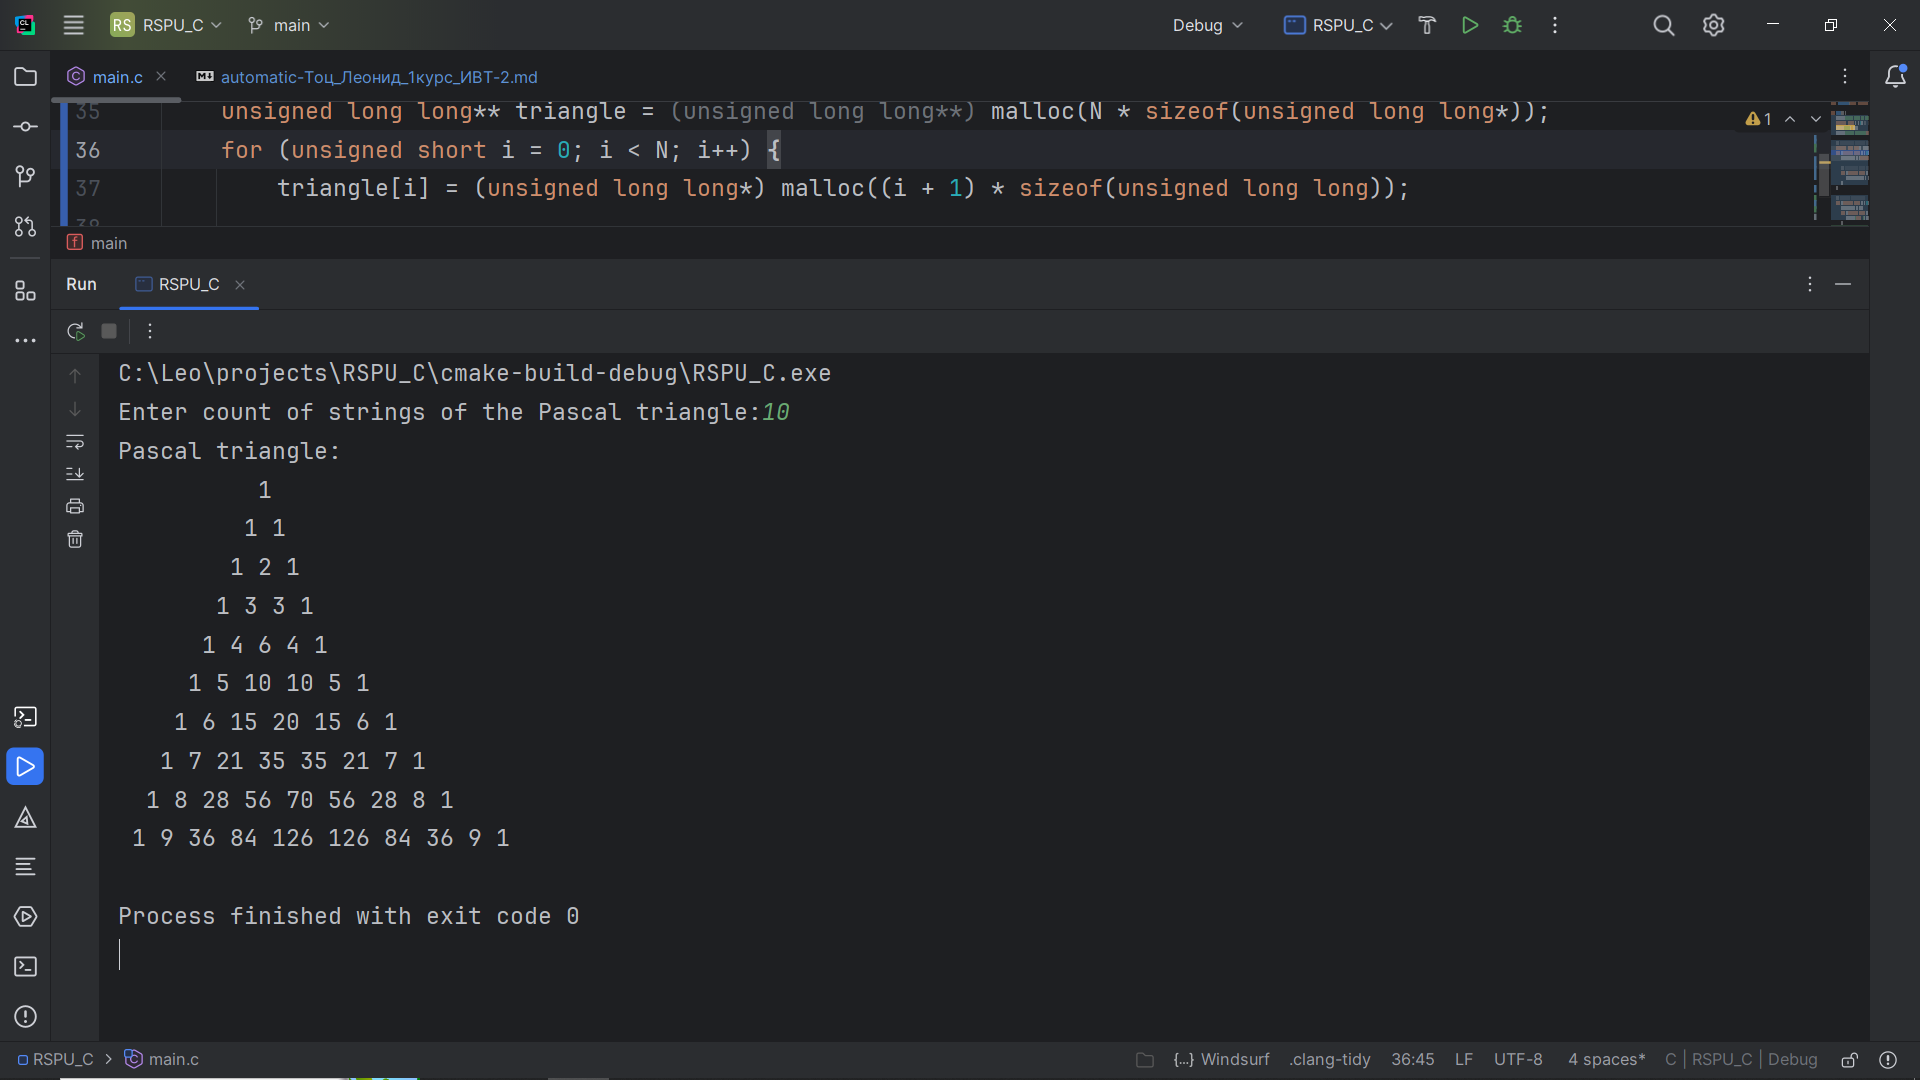 RS RSPU_C main Debug RSPU_C
main.c automatic-Тоц_Леонид_1курс_ИВТ-2.md
35 unsigned long long** triangle = (unsigned long long**) malloc(N * sizeof(unsigned long long*));
1
36 for (unsigned short i = 0; i < N; i++) {
37 triangle[i] = (unsigned long long*) malloc((i + 1) * sizeof(unsigned long long));
38
f main
Run RSPU_C
C:\Leo\projects\RSPU_C\cmake-build-debug\RSPU_C.exe
Enter count of strings of the Pascal triangle:10
Pascal triangle:
1
1 1
1 2 1
1 3 3 1
1 4 6 4 1
1 5 10 10 5 1
1 6 15 20 15 6 1
1 7 21 35 35 21 7 1
1 8 28 56 70 56 28 8 1
1 9 36 84 126 126 84 36 9 1
Process finished with exit code 0
RSPU_C > main.c {...} Windsurf .clang-tidy 36:45 LF UTF-8 4 spaces* C | RSPU_C | Debug